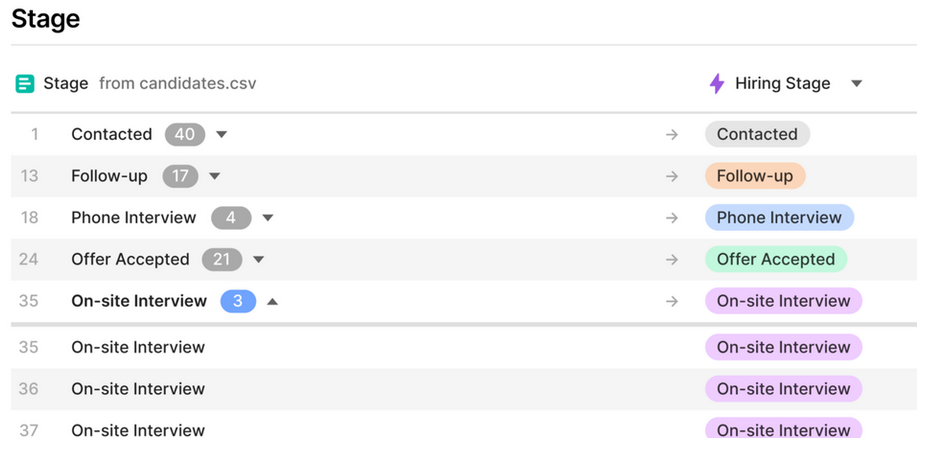 Stage
Stage from candidates.csv Hiring Stage
1 Contacted 40 → Contacted
13 Follow-up 17 → Follow-up
18 Phone Interview 4 → Phone Interview
24 Offer Accepted 21 → Offer Accepted
35 On-site Interview 3 → On-site Interview
35 On-site Interview On-site Interview
36 On-site Interview On-site Interview
37 On-site Interview On-site Interview